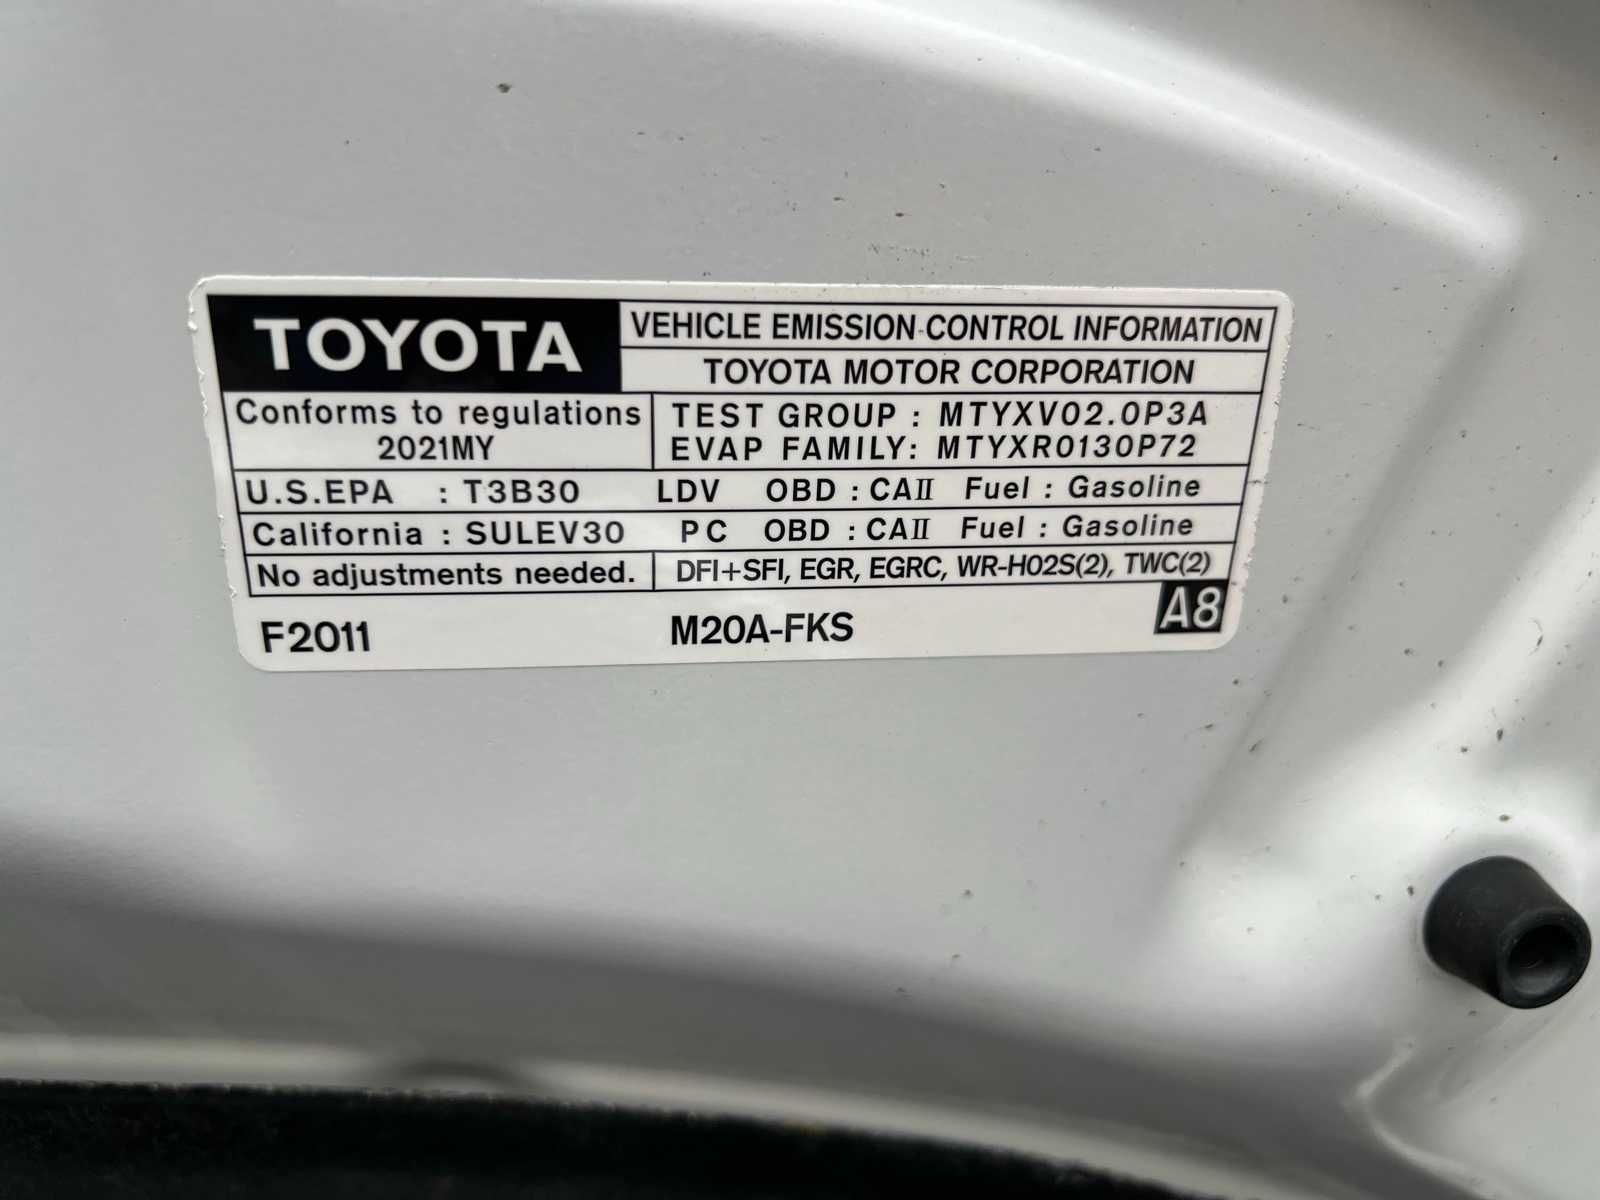 TOYOTA
VEHICLE EMISSION CONTROL INFORMATION
TOYOTA MOTOR CORPORATION
Conforms to regulations
2021MY
TEST GROUP : MTYXV02.0P3A
EVAP FAMILY: MTYXR0130P72
U.S.EPA : T3B30 LDV OBD : CAII Fuel : Gasoline
California : SULEV30 PC OBD : CAII Fuel : Gasoline
No adjustments needed.
DFI+SFI, EGR, EGRC, WR-HO2S(2), TWC(2)
F2011
M20A-FKS
A8